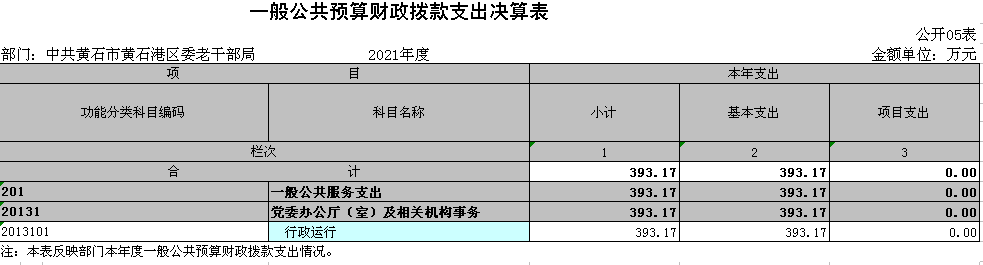 一般公共预算财政拨款支出决算表
公开05表
部门：中共黄石市黄石港区委老干部局 2021年度 金额单位：万元
项 目 本年支出
功能分类科目编码 科目名称 小计 基本支出 项目支出
栏次 1 2 3
合 计 393.17 393.17 0.00
201 一般公共服务支出 393.17 393.17 0.00
20131 党委办公厅（室）及相关机构事务 393.17 393.17 0.00
2013101 行政运行 393.17 393.17 0.00
注：本表反映部门本年度一般公共预算财政拨款支出情况。